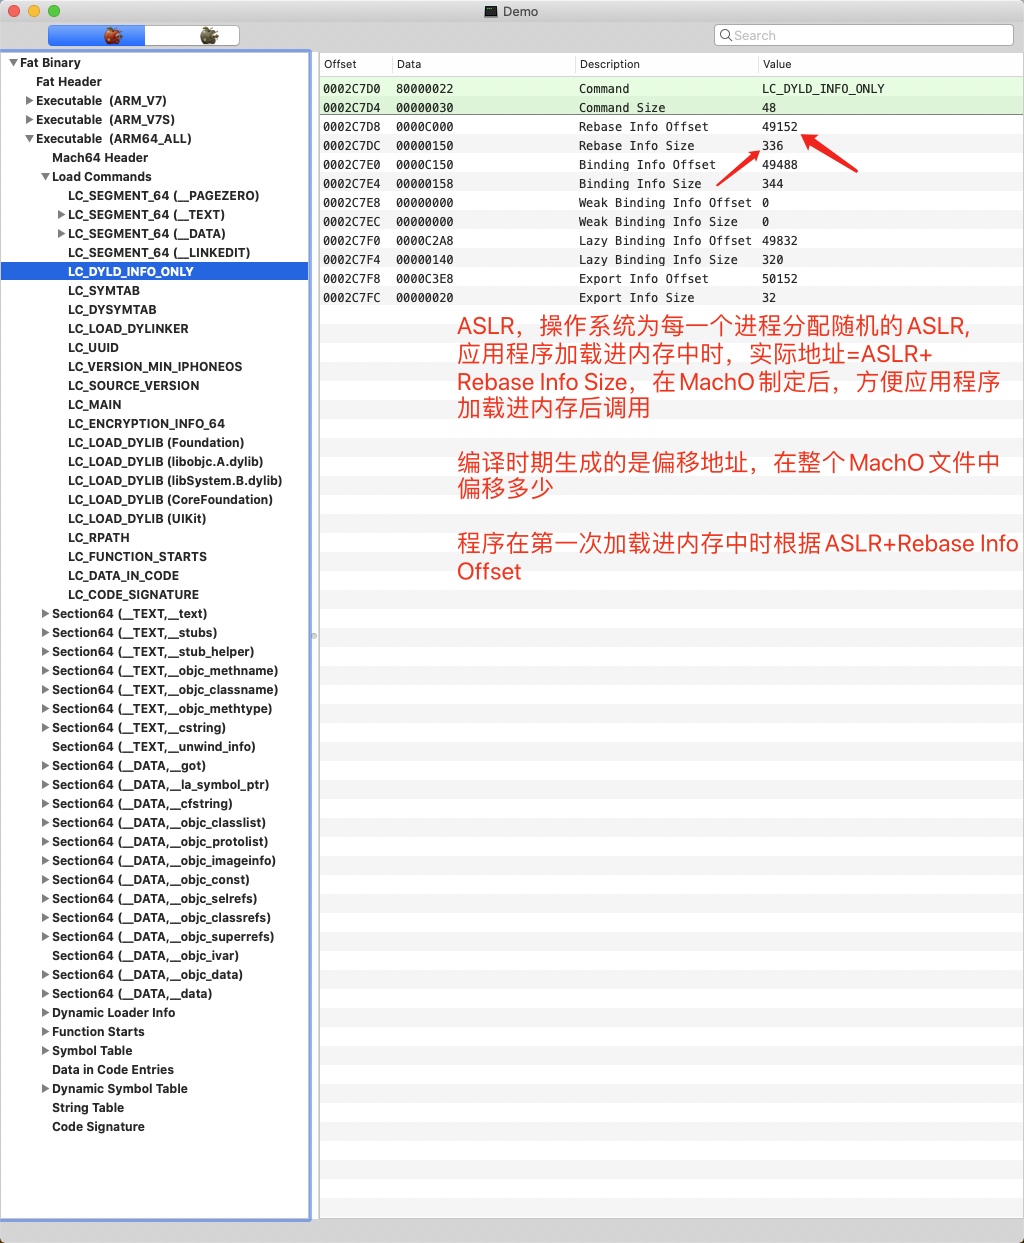 Demo
Search
Fat Binary
Fat Header
Executable (ARM_V7)
Executable (ARM_V7S)
Executable (ARM64_ALL)
Mach64 Header
Load Commands
LC_SEGMENT_64 (__PAGEZERO)
LC_SEGMENT_64 (__TEXT)
LC_SEGMENT_64 (__DATA)
LC_SEGMENT_64 (__LINKEDIT)
LC_DYLD_INFO_ONLY
LC_SYMTAB
LC_DYSYMTAB
LC_LOAD_DYLINKER
LC_UUID
LC_VERSION_MIN_IPHONEOS
LC_SOURCE_VERSION
LC_MAIN
LC_ENCRYPTION_INFO_64
LC_LOAD_DYLIB (Foundation)
LC_LOAD_DYLIB (libobjc.A.dylib)
LC_LOAD_DYLIB (libSystem.B.dylib)
LC_LOAD_DYLIB (CoreFoundation)
LC_LOAD_DYLIB (UIKit)
LC_RPATH
LC_FUNCTION_STARTS
LC_DATA_IN_CODE
LC_CODE_SIGNATURE
Section64 (__TEXT,__text)
Section64 (__TEXT,__stubs)
Section64 (__TEXT,__stub_helper)
Section64 (__TEXT,__objc_methname)
Section64 (__TEXT,__objc_classname)
Section64 (__TEXT,__objc_methtype)
Section64 (__TEXT,__cstring)
Section64 (__TEXT,__unwind_info)
Section64 (__DATA,__got)
Section64 (__DATA,__la_symbol_ptr)
Section64 (__DATA,__cfstring)
Section64 (__DATA,__objc_classlist)
Section64 (__DATA,__objc_protolist)
Section64 (__DATA,__objc_imageinfo)
Section64 (__DATA,__objc_const)
Section64 (__DATA,__objc_selrefs)
Section64 (__DATA,__objc_classrefs)
Section64 (__DATA,__objc_superrefs)
Section64 (__DATA,__objc_ivar)
Section64 (__DATA,__objc_data)
Section64 (__DATA,__data)
Dynamic Loader Info
Function Starts
Symbol Table
Data in Code Entries
Dynamic Symbol Table
String Table
Code Signature
Offset Data Description Value
0002C7D0 80000022 Command LC_DYLD_INFO_ONLY
0002C7D4 00000030 Command Size 48
0002C7D8 0000C000 Rebase Info Offset 49152
0002C7DC 00000150 Rebase Info Size 336
0002C7E0 0000C150 Binding Info Offset 49488
0002C7E4 00000158 Binding Info Size 344
0002C7E8 00000000 Weak Binding Info Offset 0
0002C7EC 00000000 Weak Binding Info Size 0
0002C7F0 0000C2A8 Lazy Binding Info Offset 49832
0002C7F4 00000140 Lazy Binding Info Size 320
0002C7F8 0000C3E8 Export Info Offset 50152
0002C7FC 00000020 Export Info Size 32
ASLR，操作系统为每一个进程分配随机的ASLR,
应用程序加载进内存中时，实际地址=ASLR+
Rebase Info Size，在MachO制定后，方便应用程序
加载进内存后调用
编译时期生成的是偏移地址，在整个MachO文件中
偏移多少
程序在第一次加载进内存中时根据ASLR+Rebase Info
Offset